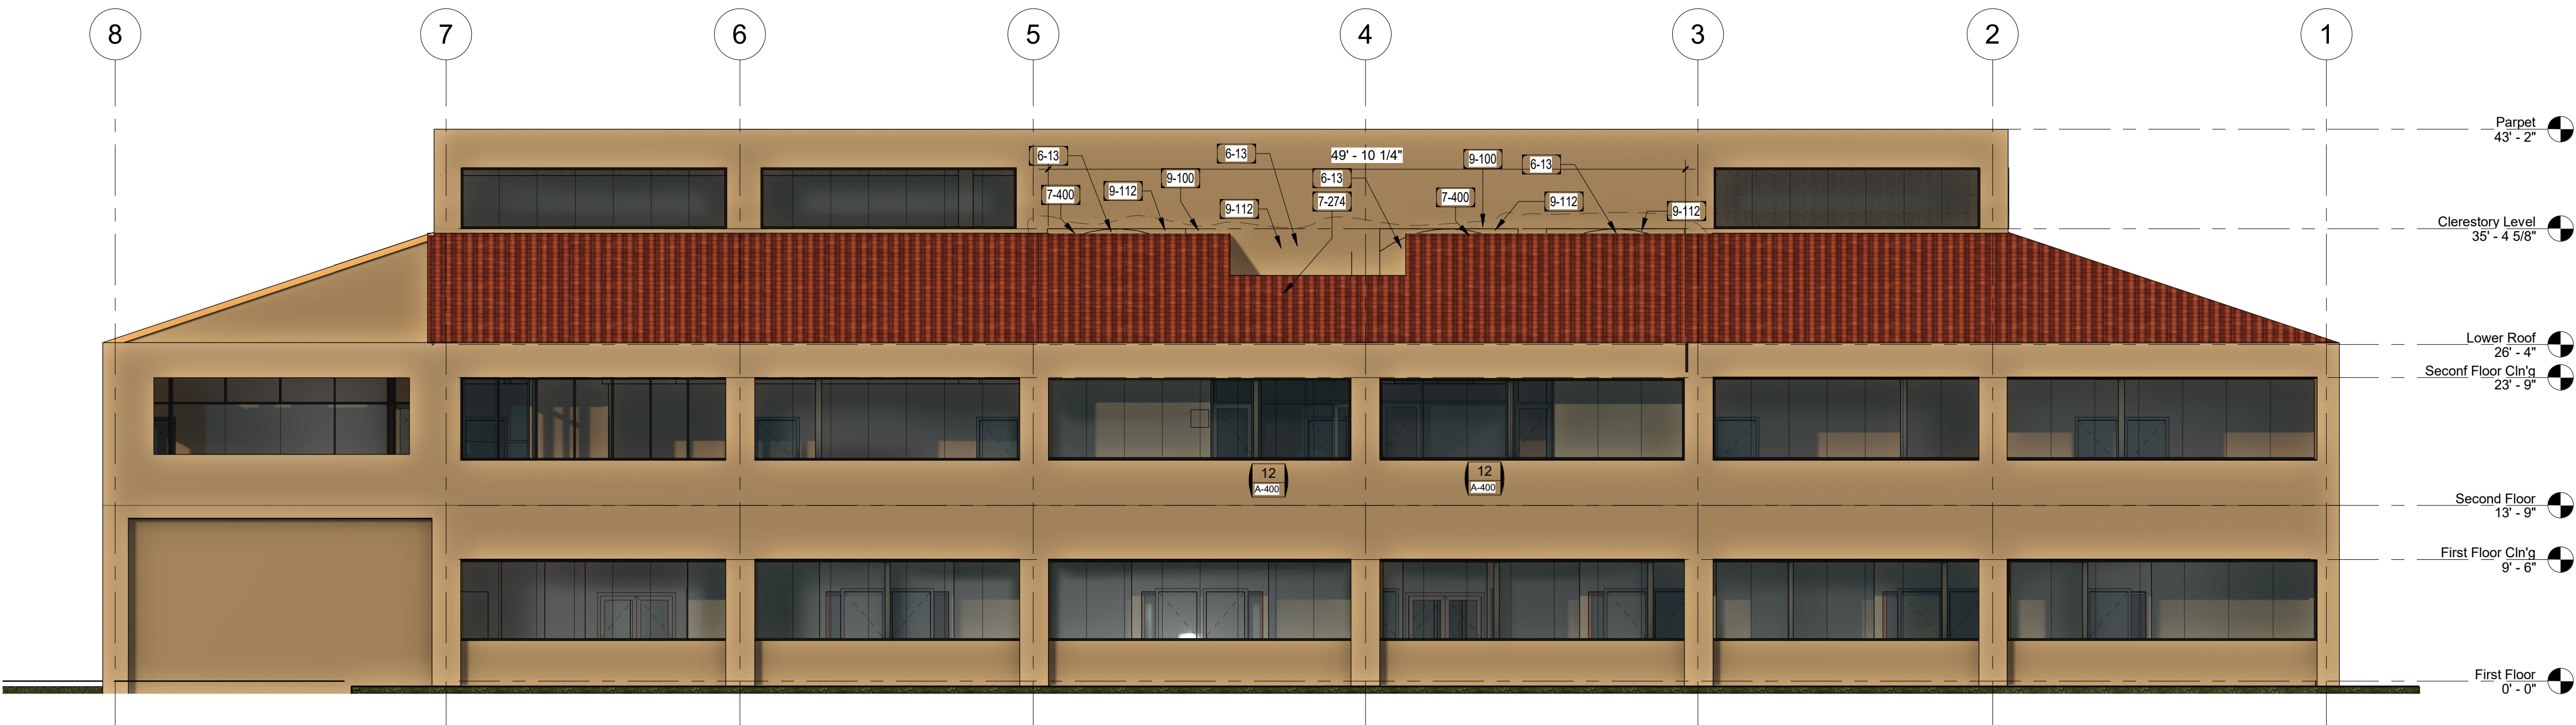 8 7 6 5 4 3 2 1
Parpet
43' - 2"
6-13
6-13
49' - 10 1/4"
9-100
6-13
9-100
6-13
7-400
9-112
7-274
7-400
9-112
9-112
9-112
Clerestory Level
35' - 4 5/8"
Lower Roof
26' - 4"
Seconf Floor Cln'g
23' - 9"
12
A-400
12
A-400
Second Floor
13' - 9"
First Floor Cln'g
9' - 6"
First Floor
0' - 0"